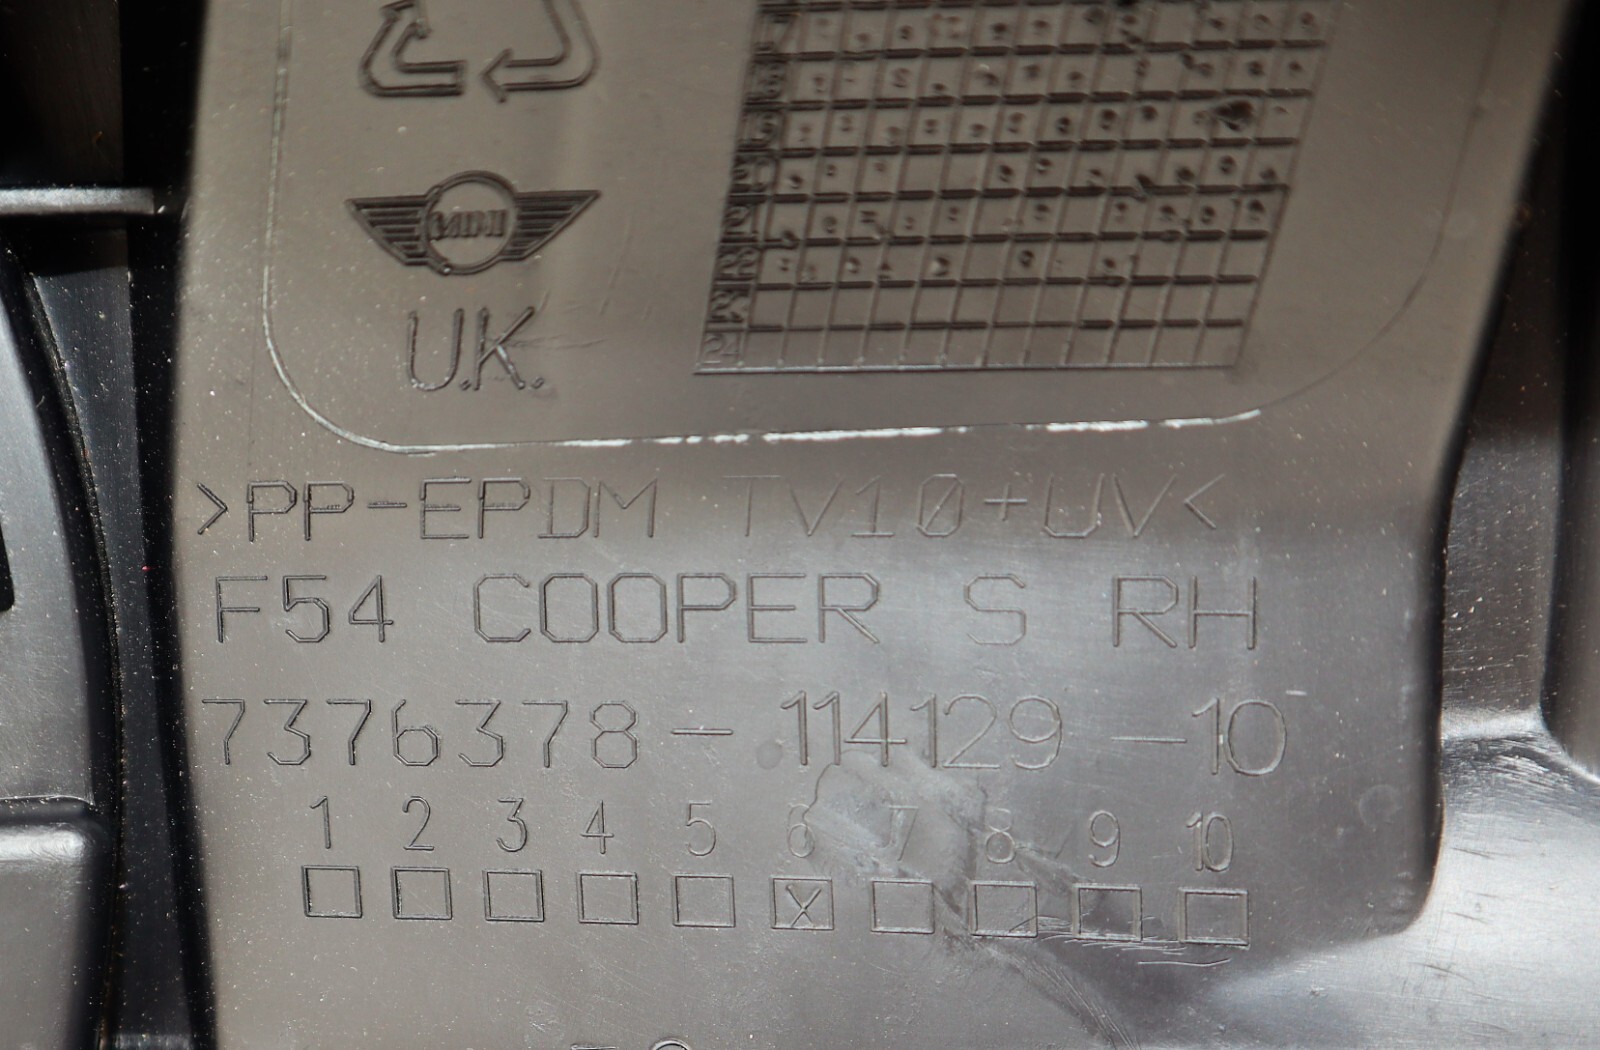 MINI
U.K.
>PP-EPDM TV10+UV<
F54 COOPER S RH
7376378 - 114129 - 10
1 2 3 4 5 6 7 8 9 10
X